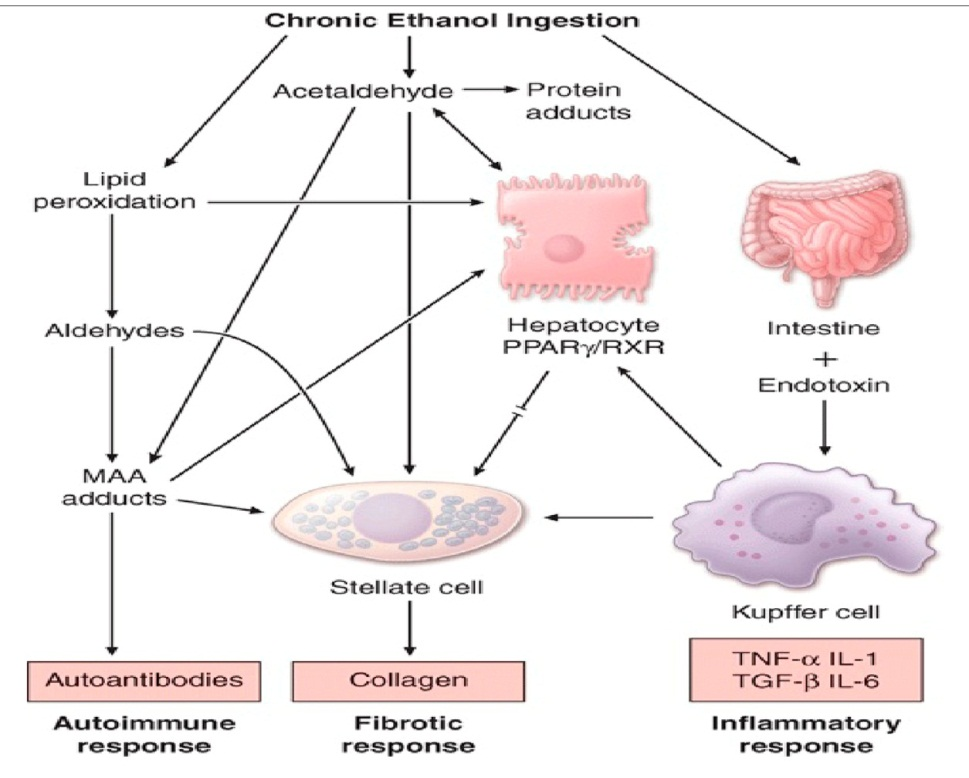 Chronic Ethanol Ingestion
Acetaldehyde
Protein
adducts
Lipid
peroxidation
Aldehydes
Hepatocyte
PPARγ/RXR
Intestine
+
Endotoxin
MAA
adducts
Stellate cell
Kupffer cell
Autoantibodies
Collagen
TNF-α IL-1
TGF-β IL-6
Autoimmune
response
Fibrotic
response
Inflammatory
response